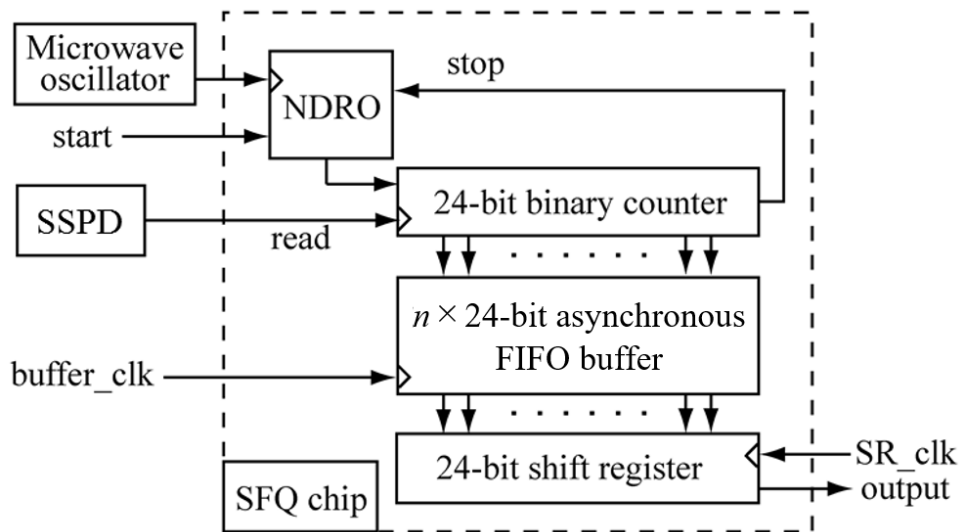 Microwave
oscillator
start
NDRO
stop
SSPD
read
24-bit binary counter
. . . . . .
n × 24-bit asynchronous
FIFO buffer
buffer_clk
. . . . . .
24-bit shift register
SR_clk
output
SFQ chip